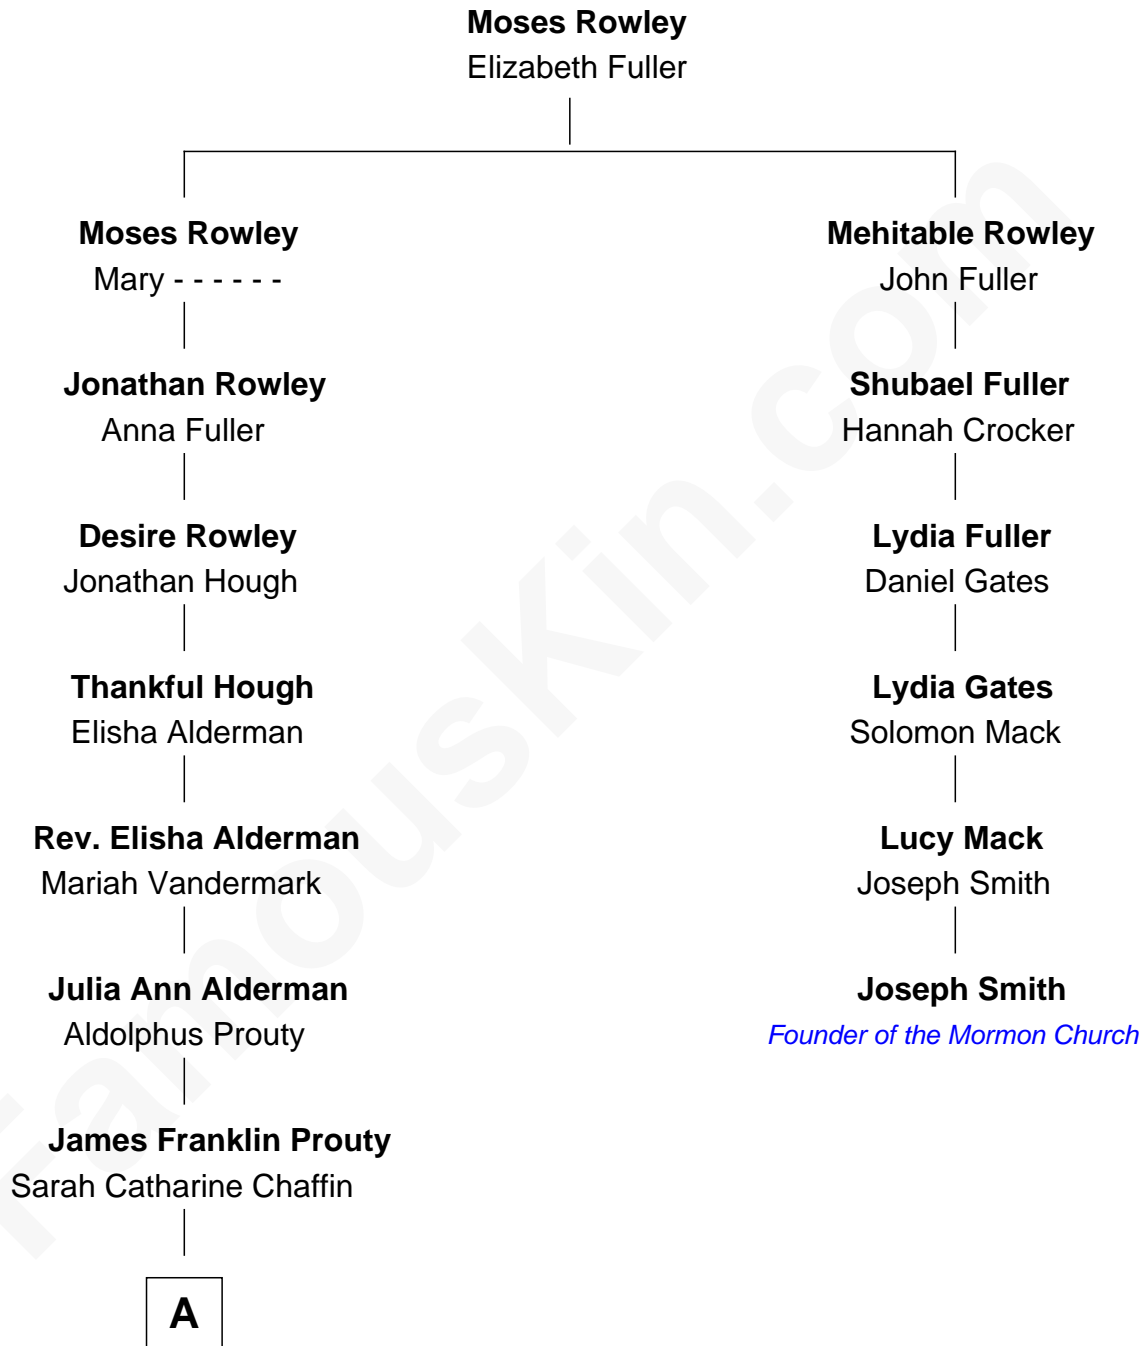 Moses Rowley
Elizabeth Fuller
Moses Rowley
Mary - - - - - -
Jonathan Rowley
Anna Fuller
Desire Rowley
Jonathan Hough
Thankful Hough
Elisha Alderman
Rev. Elisha Alderman
Mariah Vandermark
Julia Ann Alderman
Aldolphus Prouty
James Franklin Prouty
Sarah Catharine Chaffin
A
Mehitable Rowley
John Fuller
Shubael Fuller
Hannah Crocker
Lydia Fuller
Daniel Gates
Lydia Gates
Solomon Mack
Lucy Mack
Joseph Smith
Joseph Smith
Founder of the Mormon Church
FamousKin.com